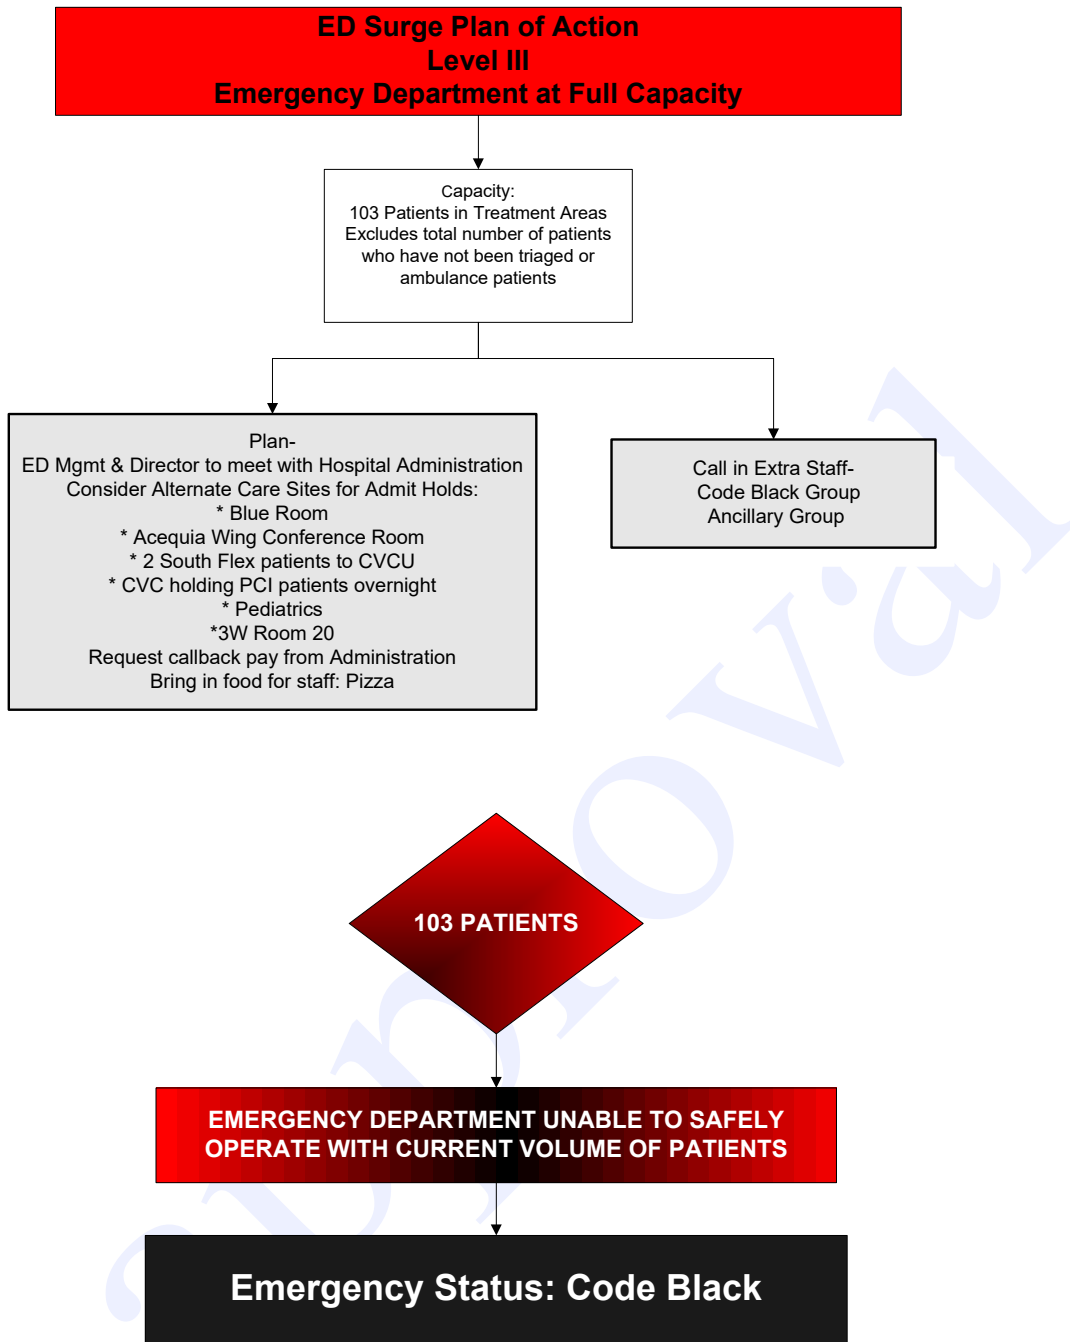 ED Surge Plan of Action
Level III
Emergency Department at Full Capacity
Capacity:
103 Patients in Treatment Areas
Excludes total number of patients
who have not been triaged or
ambulance patients
Plan-
ED Mgmt & Director to meet with Hospital Administration
Consider Alternate Care Sites for Admit Holds:
* Blue Room
* Acequia Wing Conference Room
* 2 South Flex patients to CVCU
* CVC holding PCI patients overnight
* Pediatrics
*3W Room 20
Request callback pay from Administration
Bring in food for staff: Pizza
Call in Extra Staff-
Code Black Group
Ancillary Group
103 PATIENTS
EMERGENCY DEPARTMENT UNABLE TO SAFELY
OPERATE WITH CURRENT VOLUME OF PATIENTS
Emergency Status: Code Black
approval